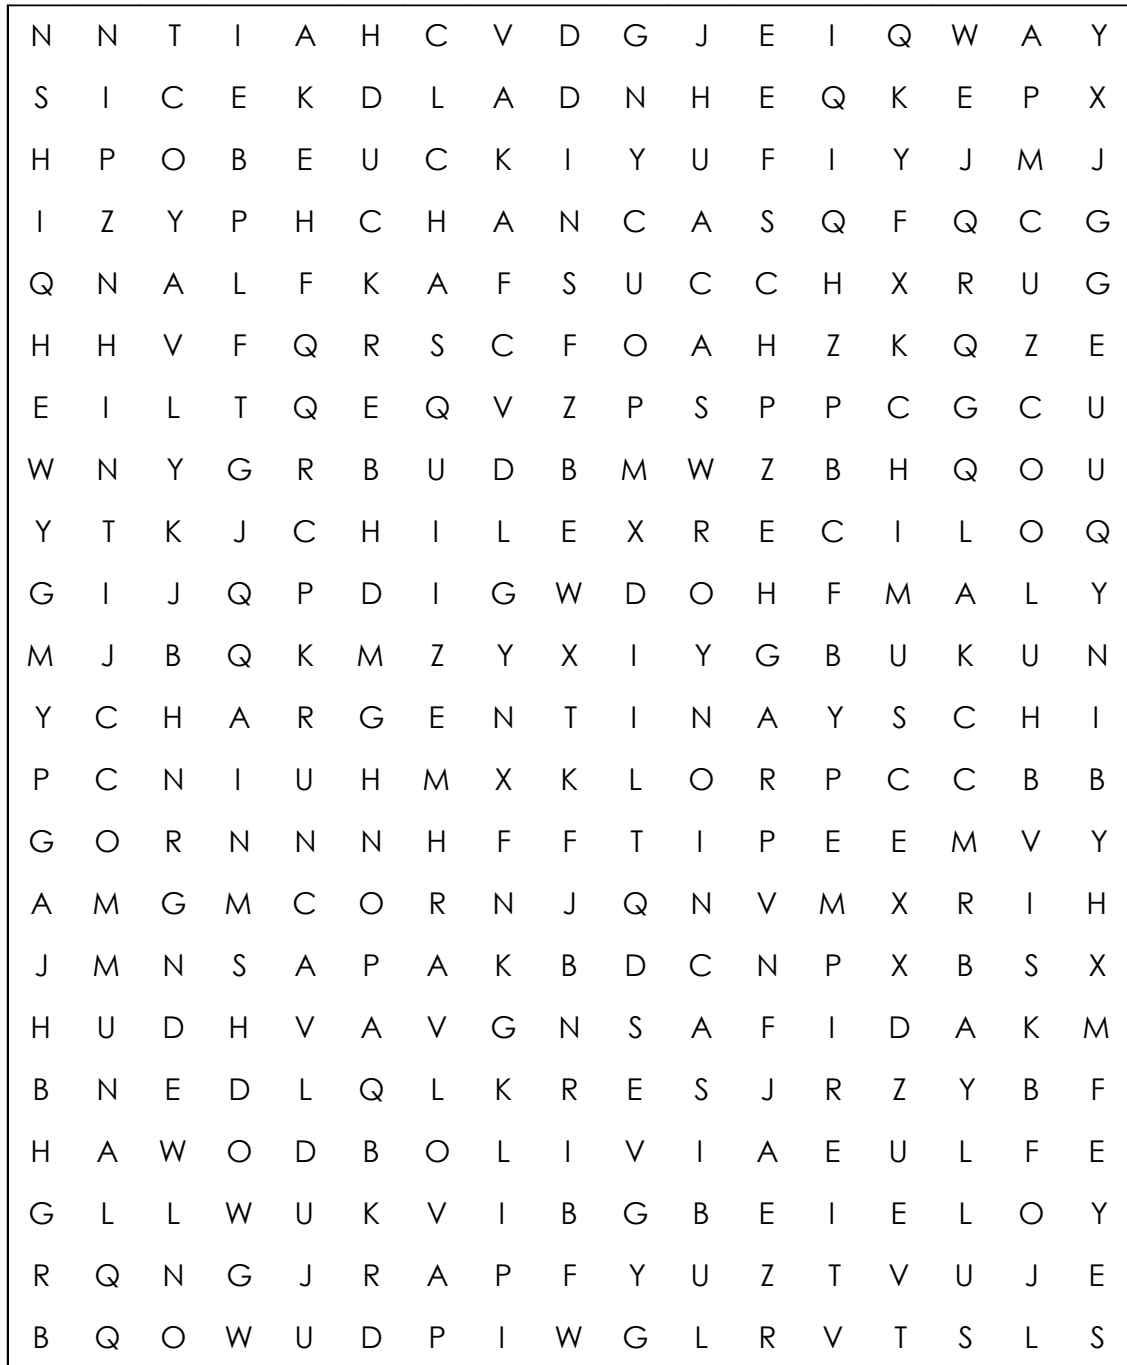 N N T I A H C V D G J E I Q W A Y
S I C E K D L A D N H E Q K E P X
H P O B E U C K I Y U F I Y J M J
I Z Y P H C H A N C A S Q F Q C G
Q N A L F K A F S U C C H X R U G
H H V F Q R S C F O A H Z K Q Z E
E I L T Q E Q V Z P S P P C G C U
W N Y G R B U D B M W Z B H Q O U
Y T K J C H I L E X R E C I L O Q
G I J Q P D I G W D O H F M A L Y
M J B Q K M Z Y X I Y G B U K U N
Y C H A R G E N T I N A Y S C H I
P C N I U H M X K L O R P C C B B
G O R N N N H F F T I P E E M V Y
A M G M C O R N J Q N V M X R I H
J M N S A P A K B D C N P X B S X
H U D H V A V G N S A F I D A K M
B N E D L Q L K R E S J R Z Y B F
H A W O D B O L I V I A E U L F E
G L L W U K V I B G B E I E L O Y
R Q N G J R A P F Y U Z T V U J E
B Q O W U D P I W G L R V T S L S